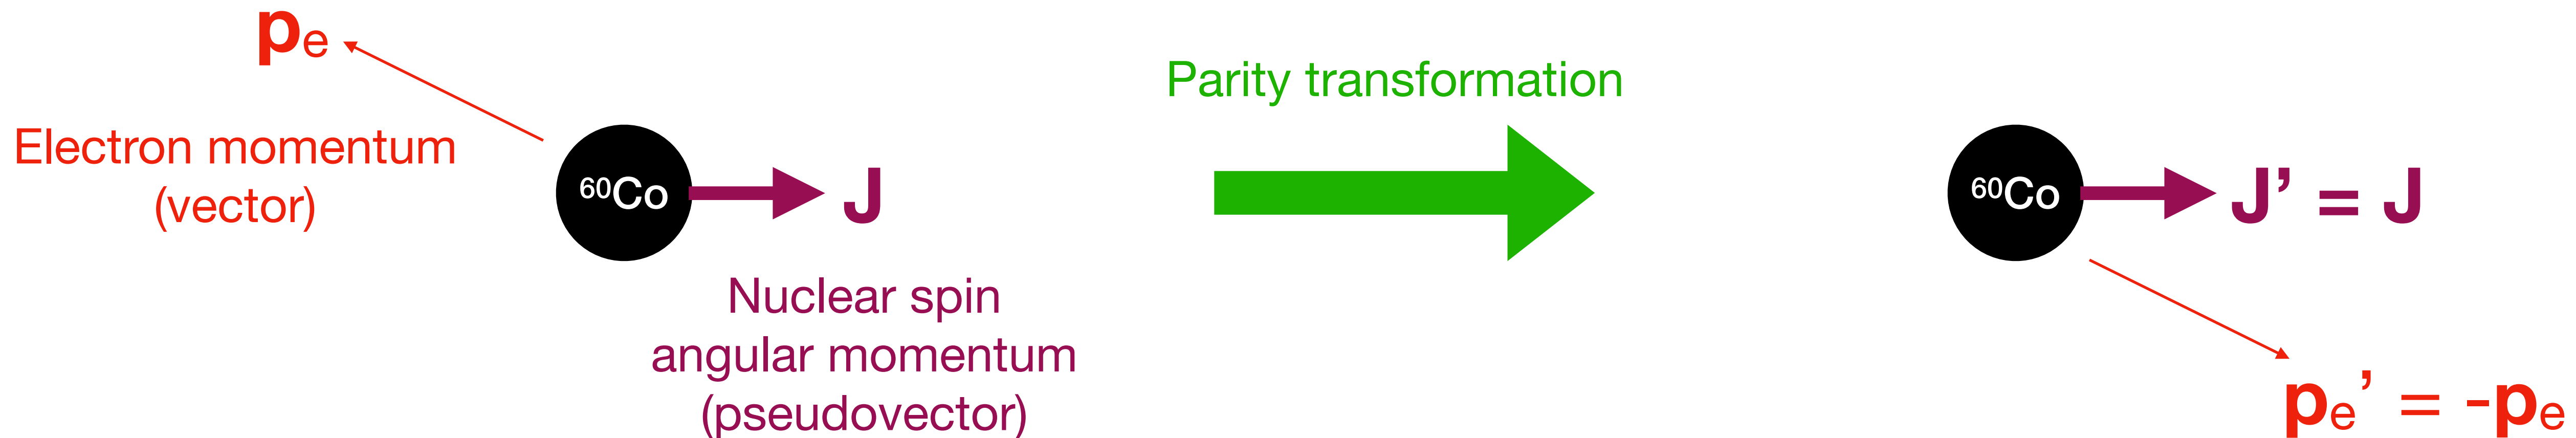 pe
Electron momentum
(vector)
⁶⁰Co
J
Nuclear spin
angular momentum
(pseudovector)
Parity transformation
⁶⁰Co
J’ = J
pe’ = -pe